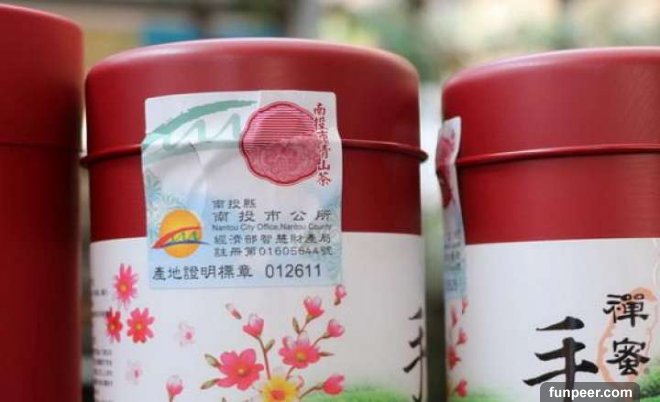 南投市青山茶
南投縣
南投市公所
Nantou City Office, Nantou County
經濟部智慧財產局
註冊第01605644號
產地證明標章 012611
手
禪蜜
手
funpeer.com